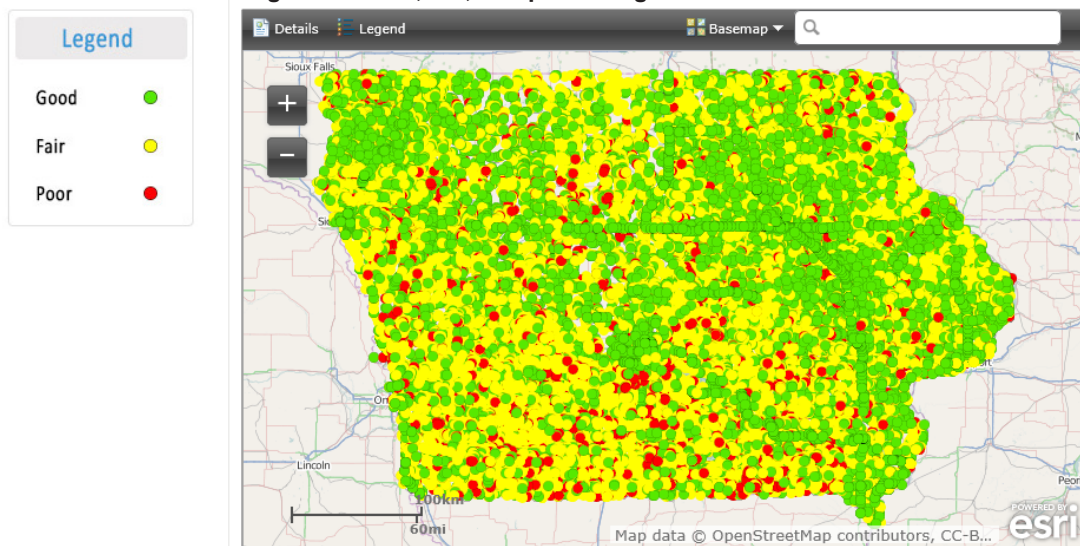 Legend
Good
Fair
Poor
Details
Legend
Basemap
Sioux Falls
+
−
Lincoln
100km
60mi
Map data © OpenStreetMap contributors, CC-B...
POWERED BY
esri